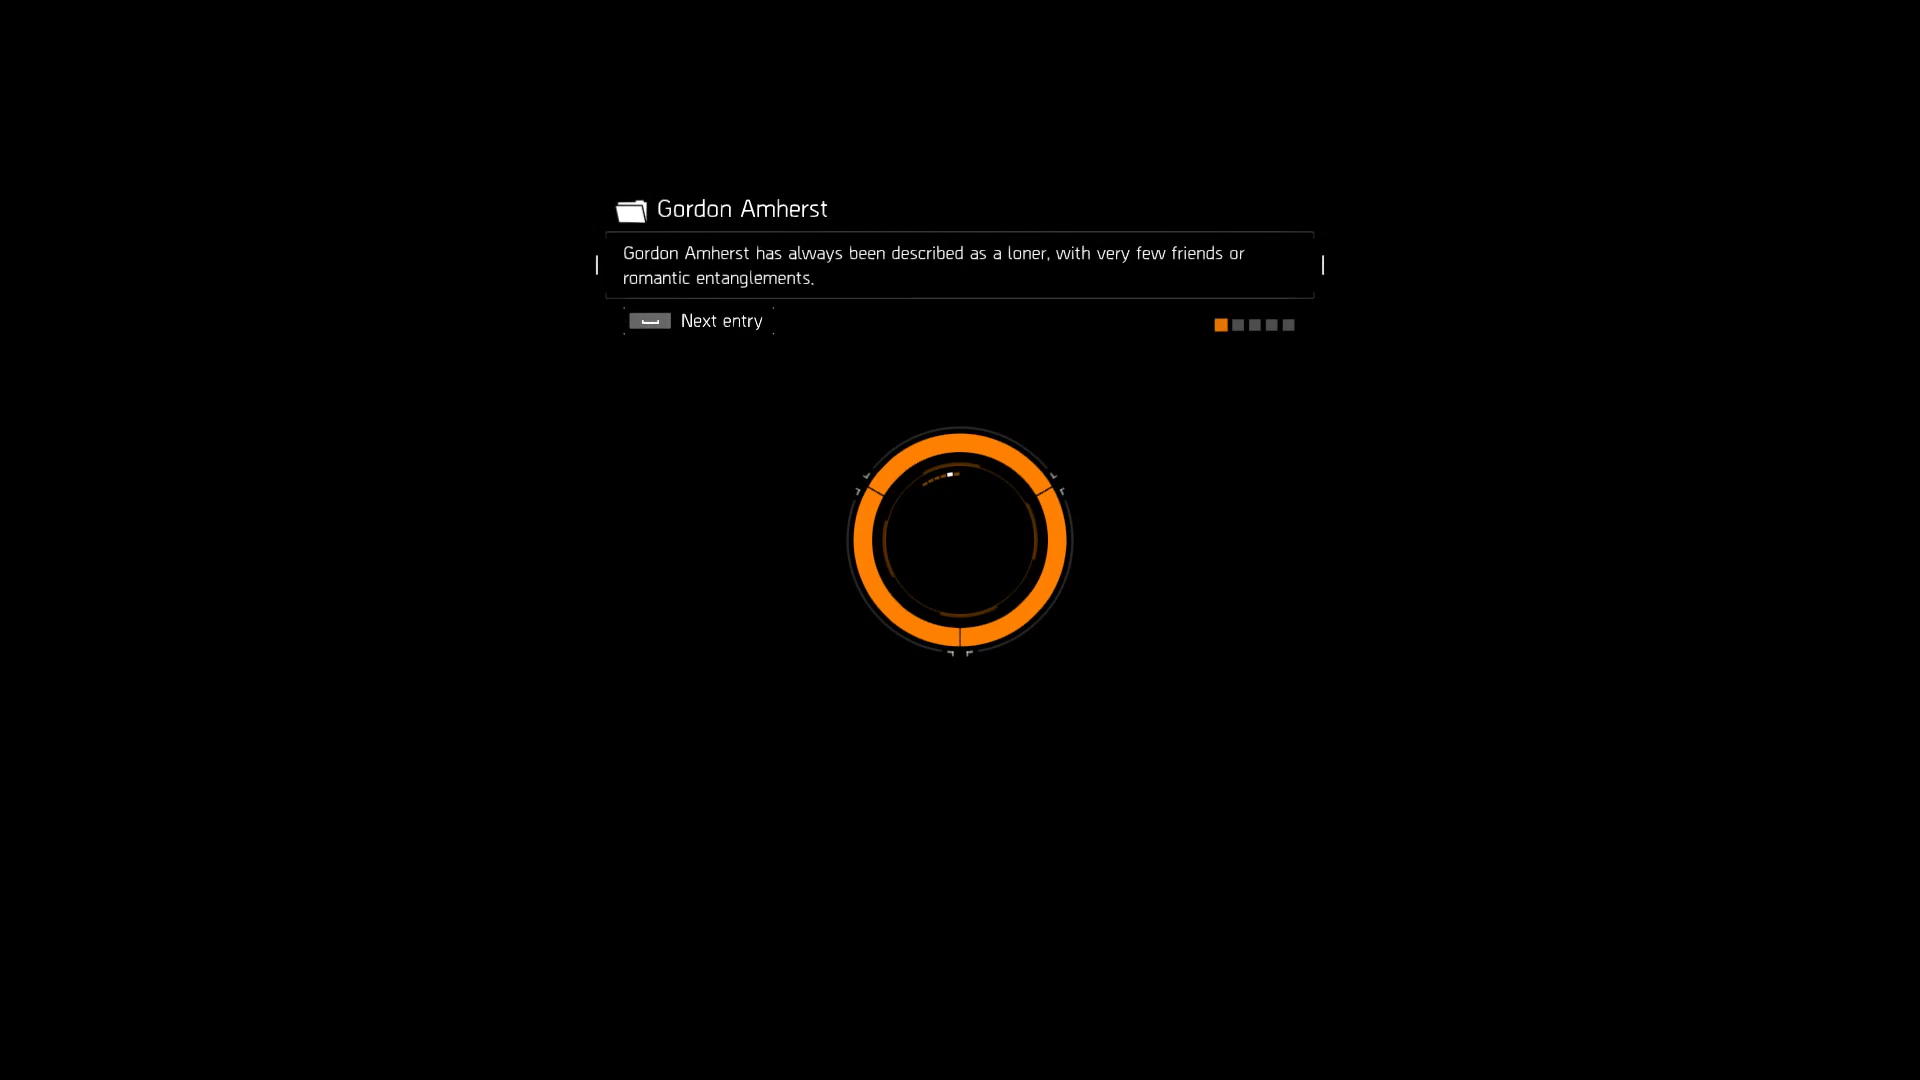 Gordon Amherst
Gordon Amherst has always been described as a loner, with very few friends or
romantic entanglements.
Next entry